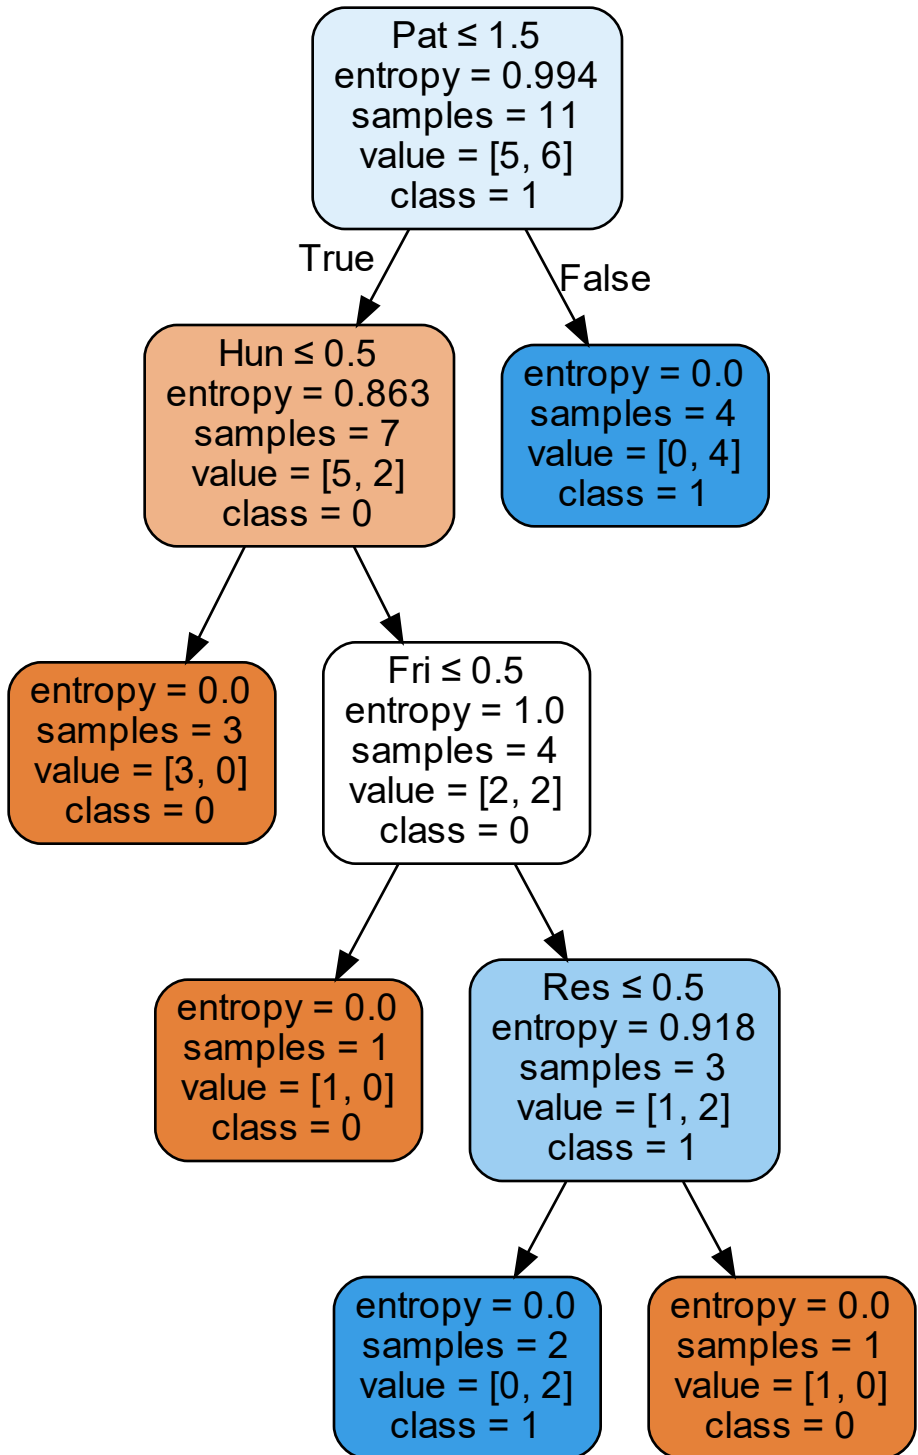 Pat ≤ 1.5
entropy = 0.994
samples = 11
value = [5, 6]
class = 1
True
False
Hun ≤ 0.5
entropy = 0.863
samples = 7
value = [5, 2]
class = 0
entropy = 0.0
samples = 4
value = [0, 4]
class = 1
entropy = 0.0
samples = 3
value = [3, 0]
class = 0
Fri ≤ 0.5
entropy = 1.0
samples = 4
value = [2, 2]
class = 0
entropy = 0.0
samples = 1
value = [1, 0]
class = 0
Res ≤ 0.5
entropy = 0.918
samples = 3
value = [1, 2]
class = 1
entropy = 0.0
samples = 2
value = [0, 2]
class = 1
entropy = 0.0
samples = 1
value = [1, 0]
class = 0